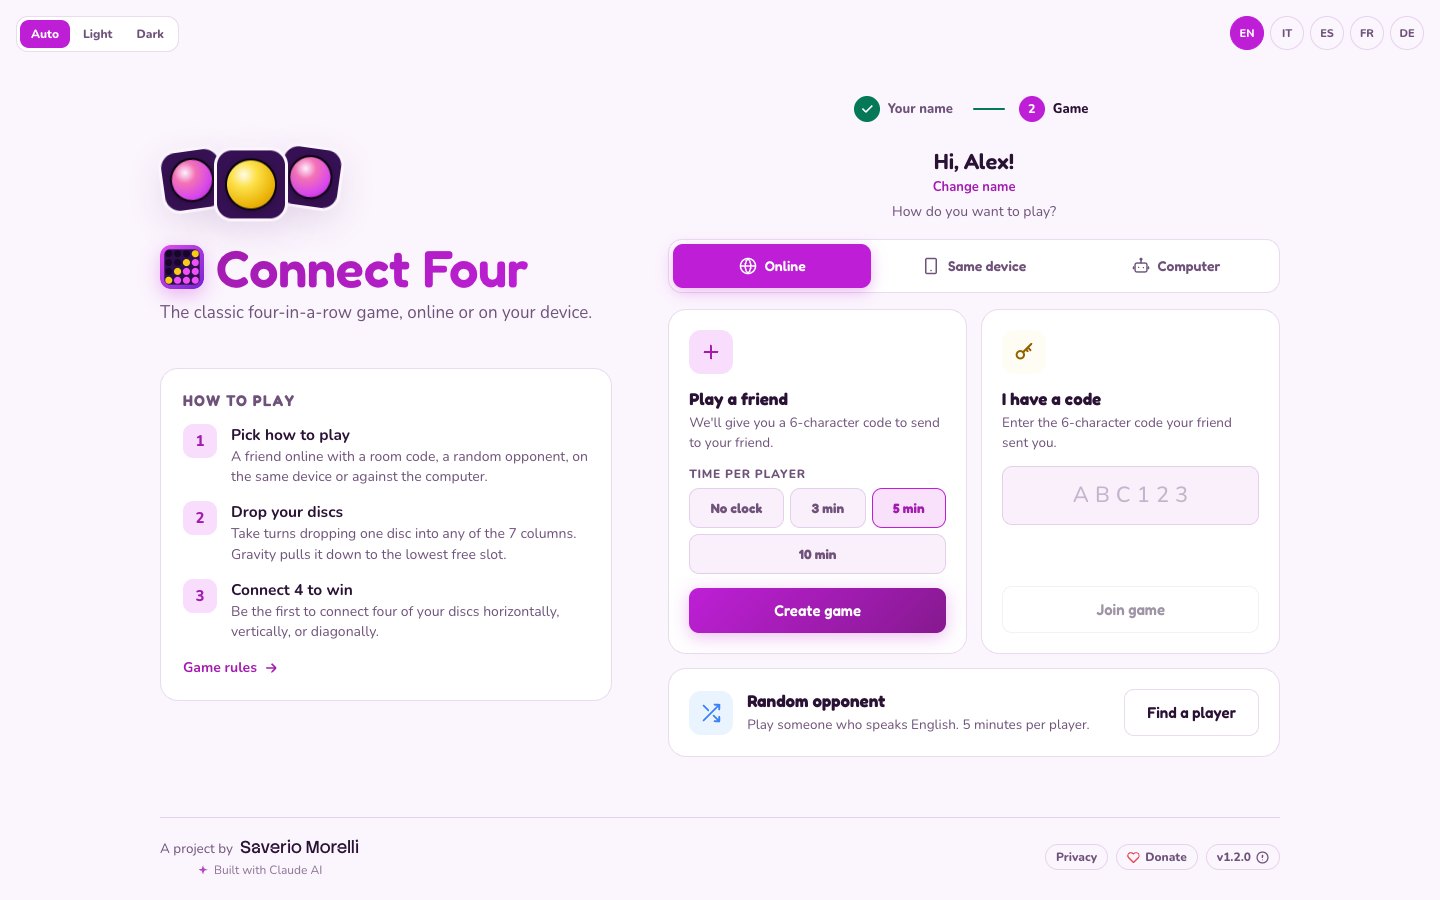 Auto Light Dark
EN IT ES FR DE
Your name 2 Game
Connect Four
The classic four-in-a-row game, online or on your device.
HOW TO PLAY
1 Pick how to play
A friend online with a room code, a random opponent, on
the same device or against the computer.
2 Drop your discs
Take turns dropping one disc into any of the 7 columns.
Gravity pulls it down to the lowest free slot.
3 Connect 4 to win
Be the first to connect four of your discs horizontally,
vertically, or diagonally.
Game rules
Hi, Alex!
Change name
How do you want to play?
Online Same device Computer
Play a friend
We'll give you a 6-character code to send
to your friend.
TIME PER PLAYER
No clock 3 min 5 min
10 min
Create game
I have a code
Enter the 6-character code your friend
sent you.
ABC123
Join game
Random opponent
Play someone who speaks English. 5 minutes per player.
Find a player
A project by Saverio Morelli
Built with Claude AI
Privacy Donate v1.2.0